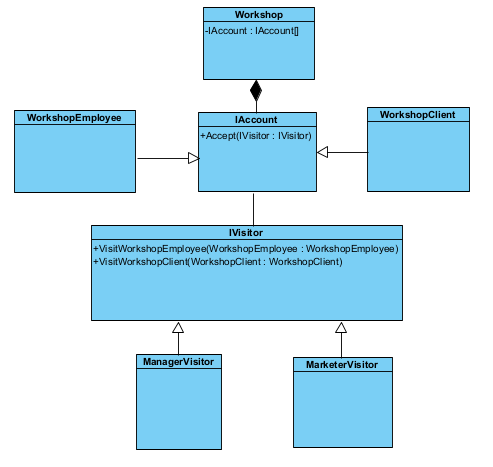 Workshop
-IAccount : IAccount[]
WorkshopEmployee
IAccount
+Accept(IVisitor : IVisitor)
WorkshopClient
IVisitor
+VisitWorkshopEmployee(WorkshopEmployee : WorkshopEmployee)
+VisitWorkshopClient(WorkshopClient : WorkshopClient)
ManagerVisitor
MarketerVisitor